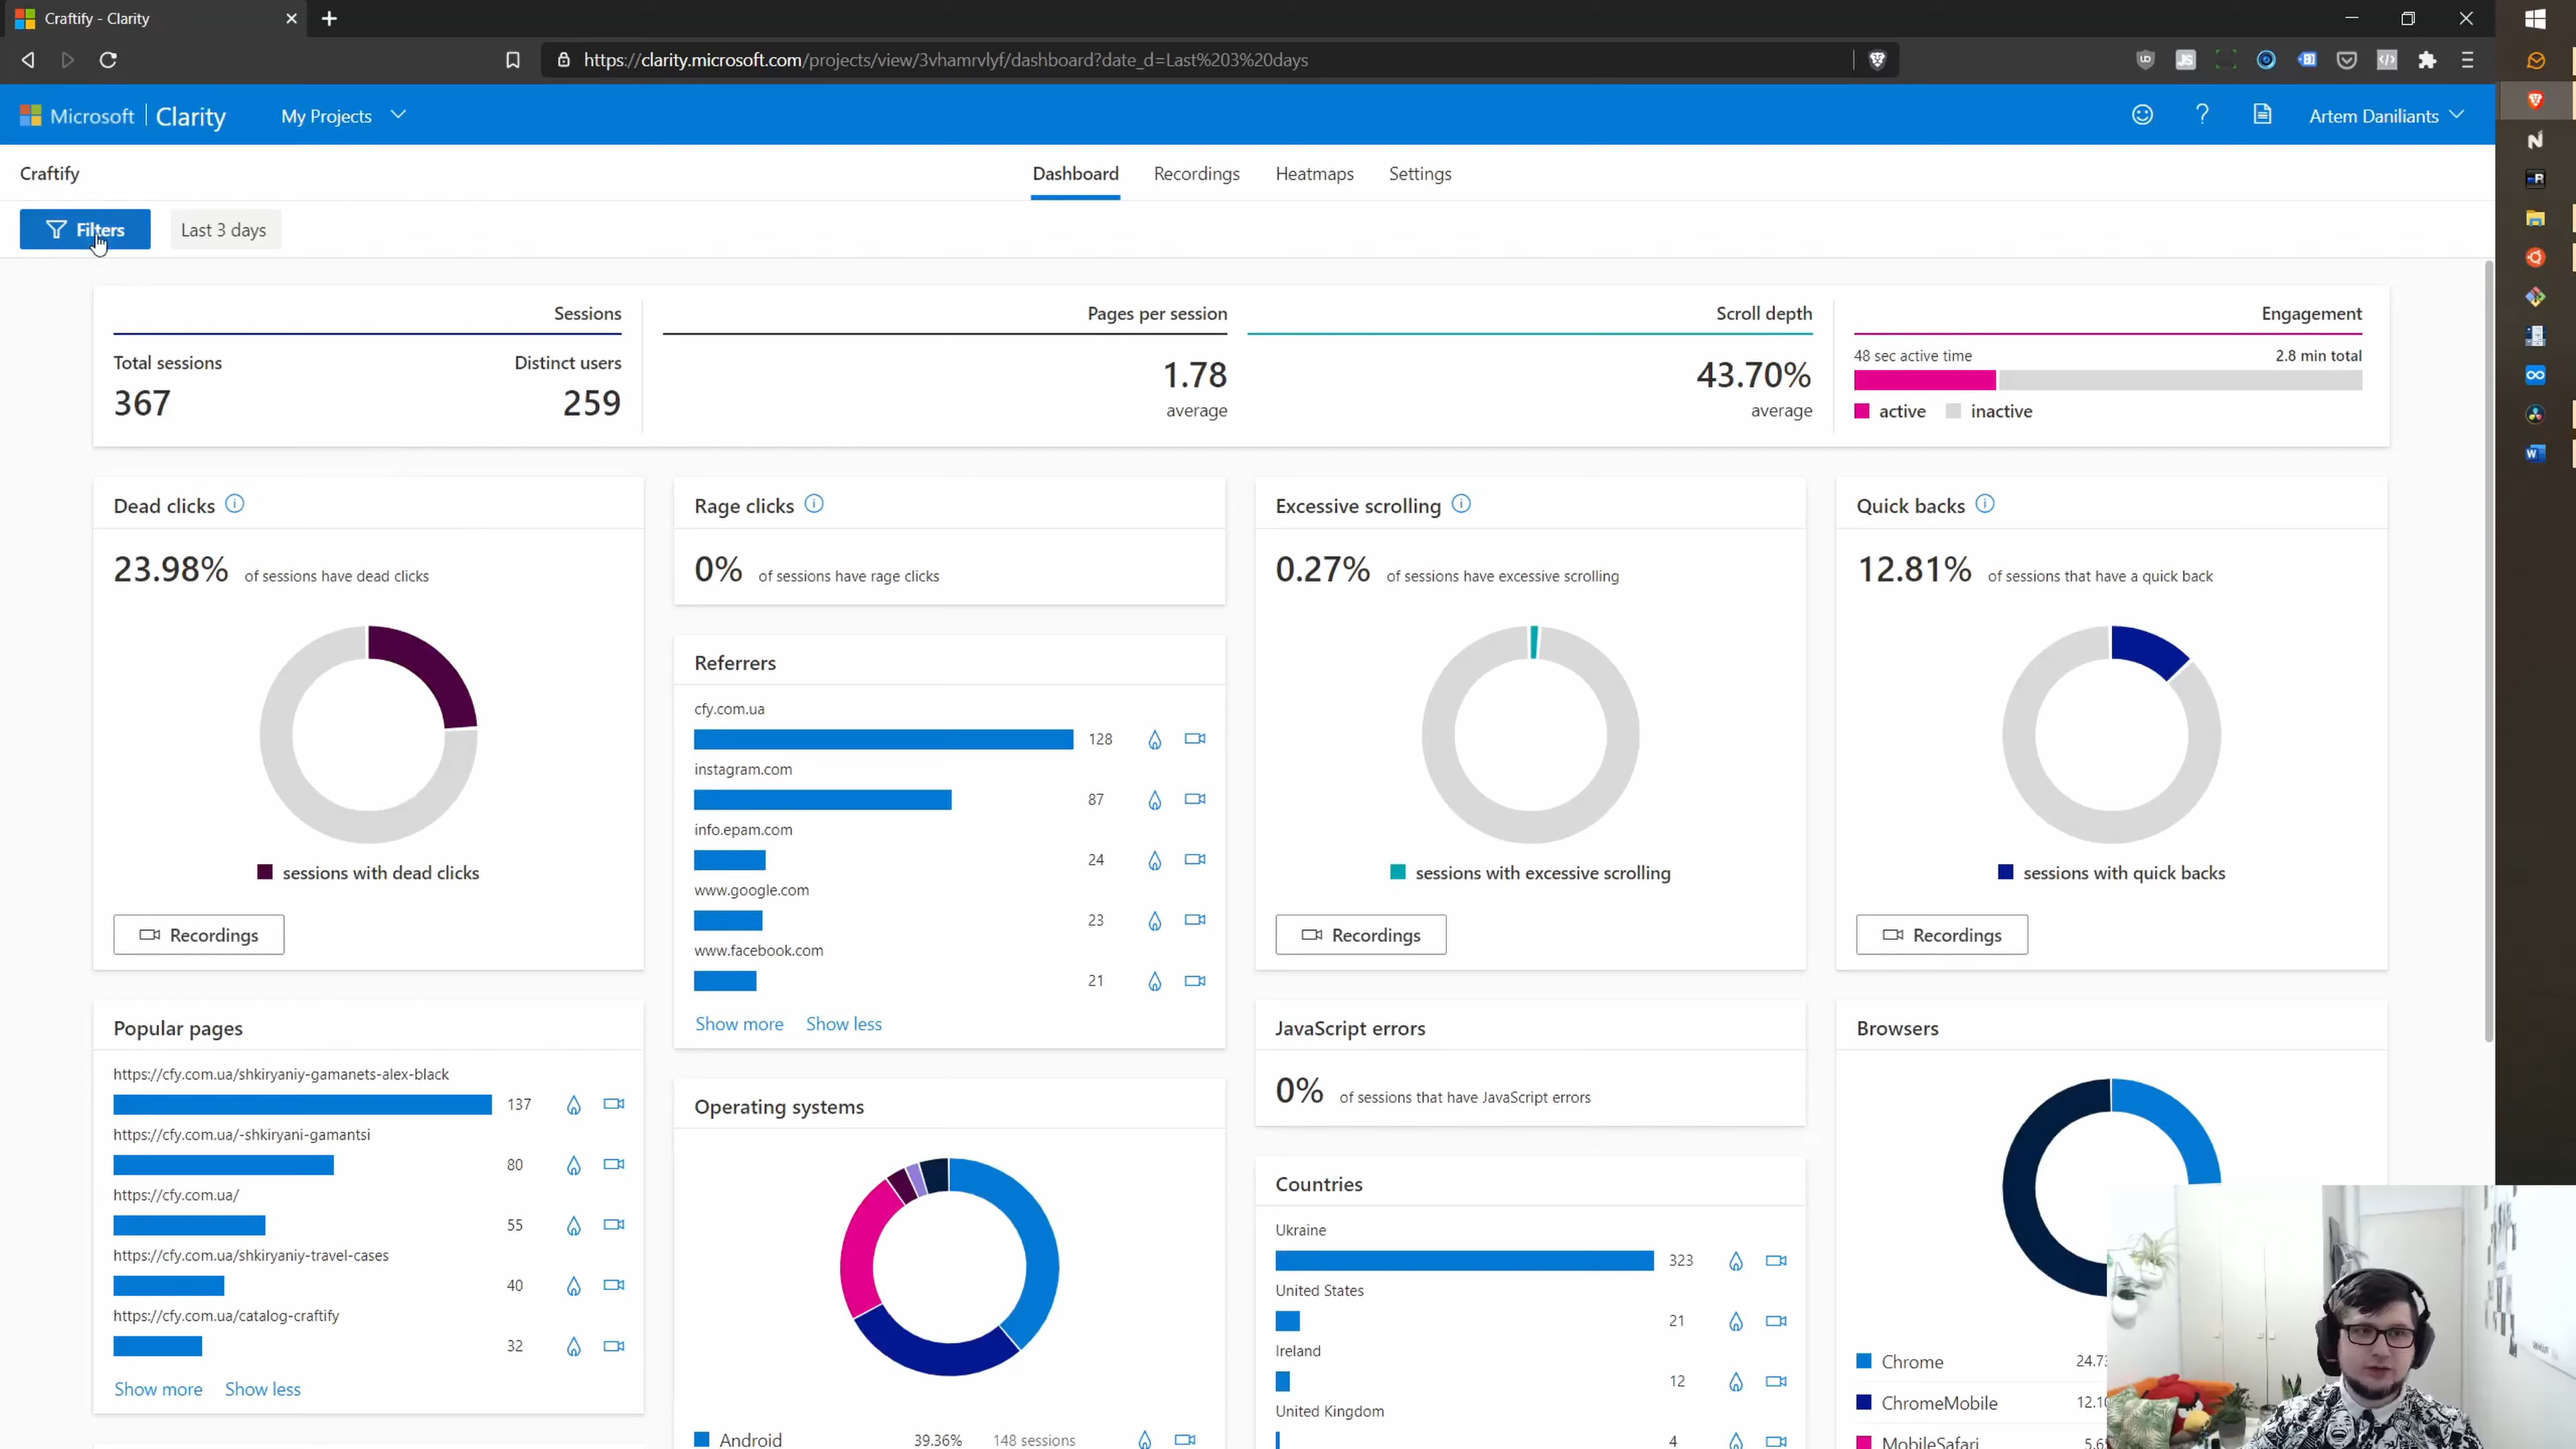 Craftify - Clarity
https://clarity.microsoft.com/projects/view/3vhamrvlyf/dashboard?date_d=Last%203%20days
Microsoft | Clarity
My Projects
Artem Daniliants
Craftify
Dashboard
Recordings
Heatmaps
Settings
Filters
Last 3 days
Sessions
Total sessions
Distinct users
367
259
Pages per session
1.78
average
Scroll depth
43.70%
average
Engagement
48 sec active time
2.8 min total
active
inactive
Dead clicks
23.98% of sessions have dead clicks
sessions with dead clicks
Recordings
Rage clicks
0% of sessions have rage clicks
Excessive scrolling
0.27% of sessions have excessive scrolling
sessions with excessive scrolling
Recordings
Quick backs
12.81% of sessions that have a quick back
sessions with quick backs
Recordings
Referrers
cfy.com.ua
128
instagram.com
87
info.epam.com
24
www.google.com
23
www.facebook.com
21
Show more
Show less
Popular pages
https://cfy.com.ua/shkiryaniy-gamanets-alex-black
137
https://cfy.com.ua/-shkiryani-gamantsi
80
https://cfy.com.ua/
55
https://cfy.com.ua/shkiryaniy-travel-cases
40
https://cfy.com.ua/catalog-craftify
32
Show more
Show less
Operating systems
Android
39.36%
148 sessions
JavaScript errors
0% of sessions that have JavaScript errors
Countries
Ukraine
323
United States
21
Ireland
12
United Kingdom
4
Browsers
Chrome
24.73
ChromeMobile
12.10
MobileSafari
5.6